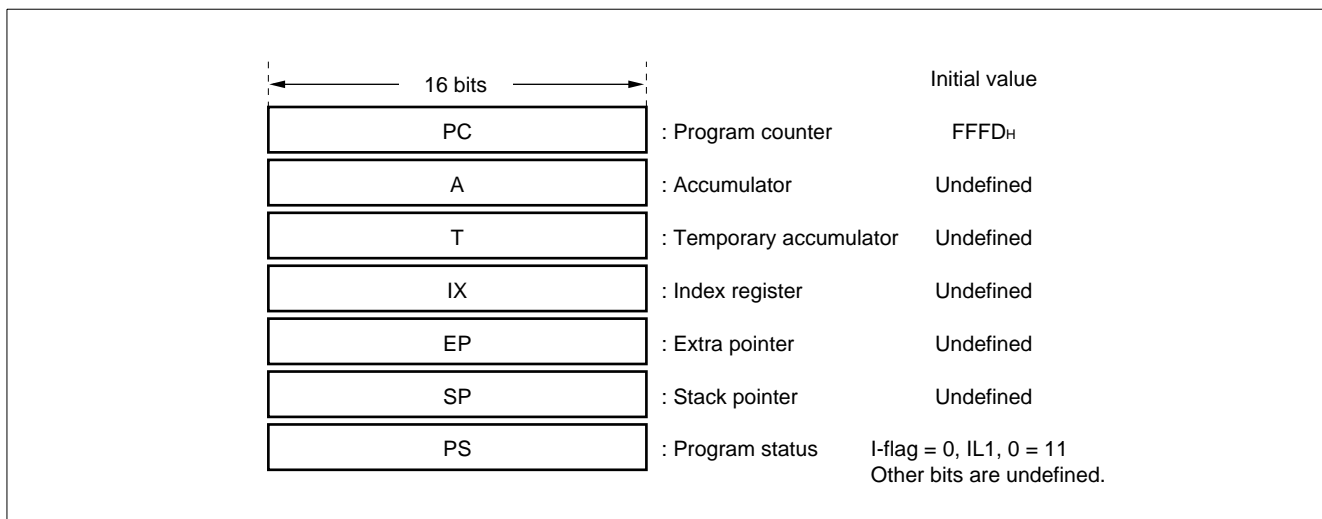 16 bits Initial value
PC : Program counter FFFDH
A : Accumulator Undefined
T : Temporary accumulator Undefined
IX : Index register Undefined
EP : Extra pointer Undefined
SP : Stack pointer Undefined
PS : Program status I-flag = 0, IL1, 0 = 11
Other bits are undefined.